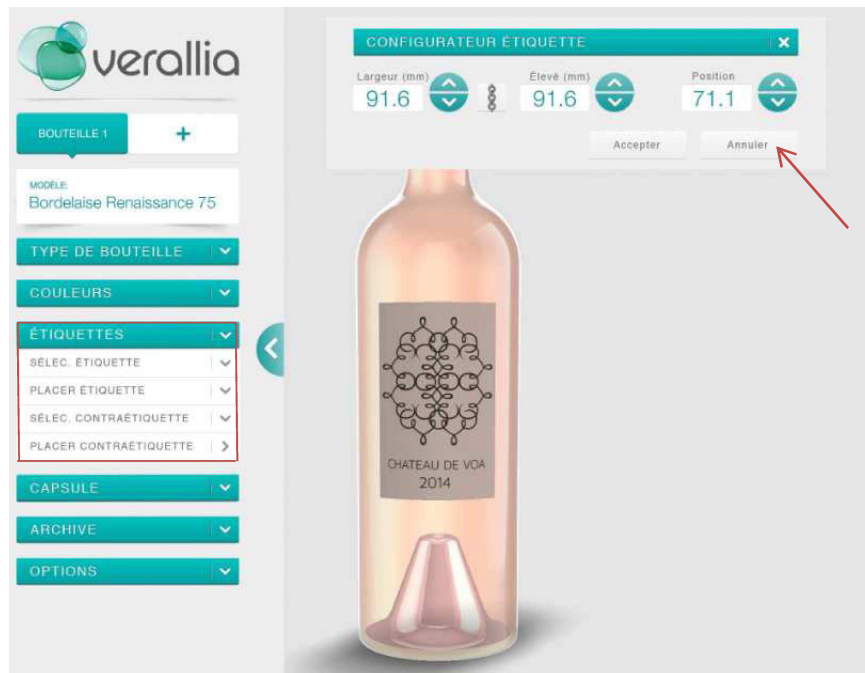 verallia
BOUTEILLE 1 +
MODÈLE:
Bordelaise Renaissance 75
TYPE DE BOUTEILLE
COULEURS
ÉTIQUETTES
SÉLEC. ÉTIQUETTE
PLACER ÉTIQUETTE
SÉLEC. CONTRAÉTIQUETTE
PLACER CONTRAÉTIQUETTE
CAPSULE
ARCHIVE
OPTIONS
CONFIGURATEUR ÉTIQUETTE
Largeur (mm) Élevé (mm) Position
91.6 91.6 71.1
Accepter Annuler
CHATEAU DE VOA
2014